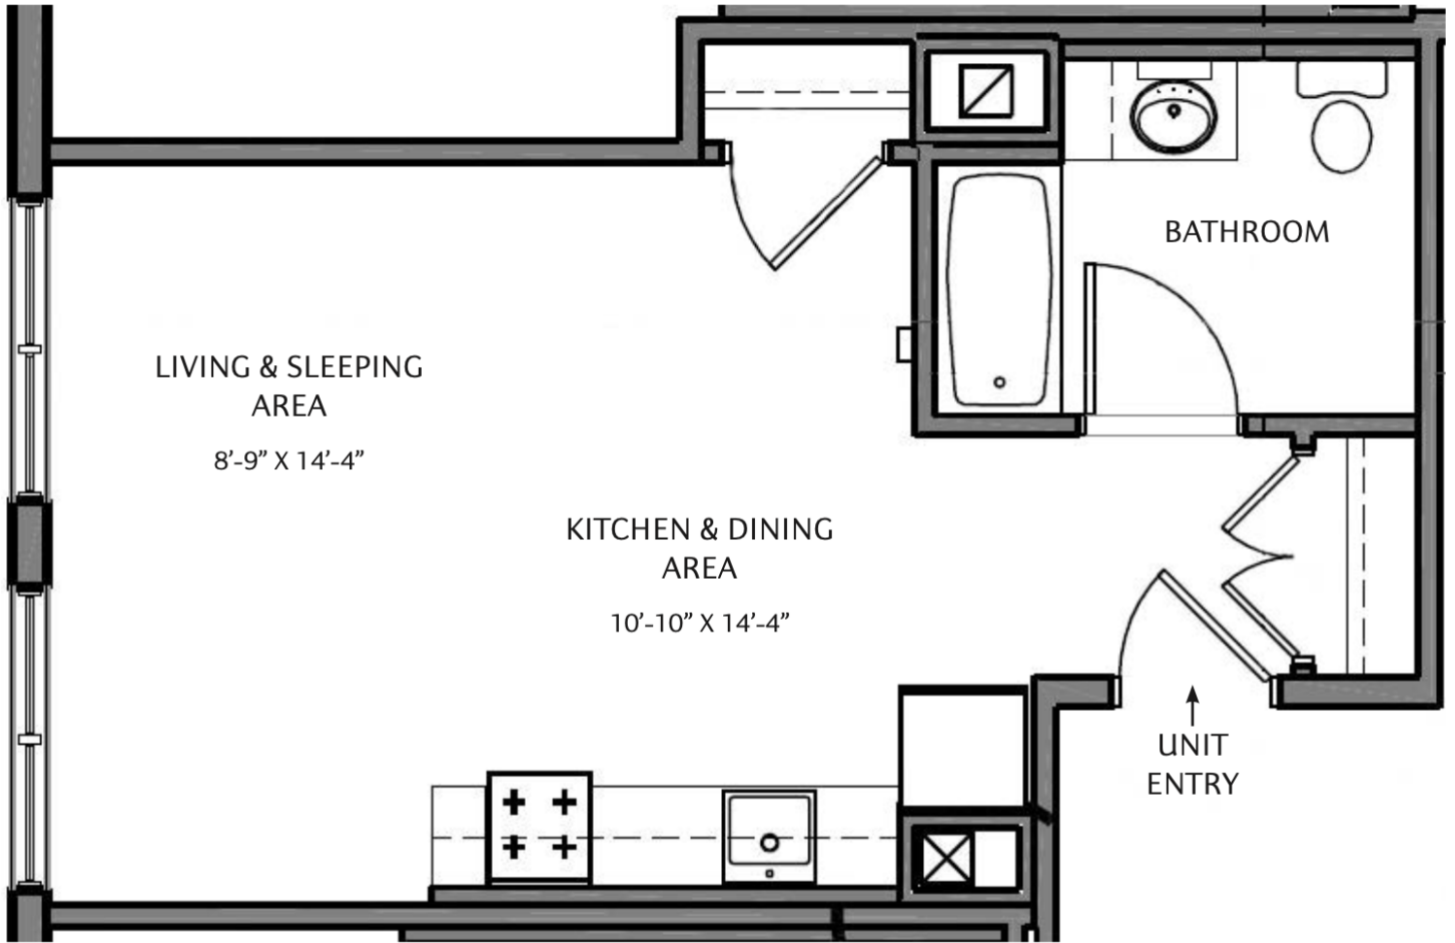 BATHROOM
LIVING & SLEEPING
AREA
8’-9” X 14’-4”
KITCHEN & DINING
AREA
10’-10” X 14’-4”
UNIT
ENTRY